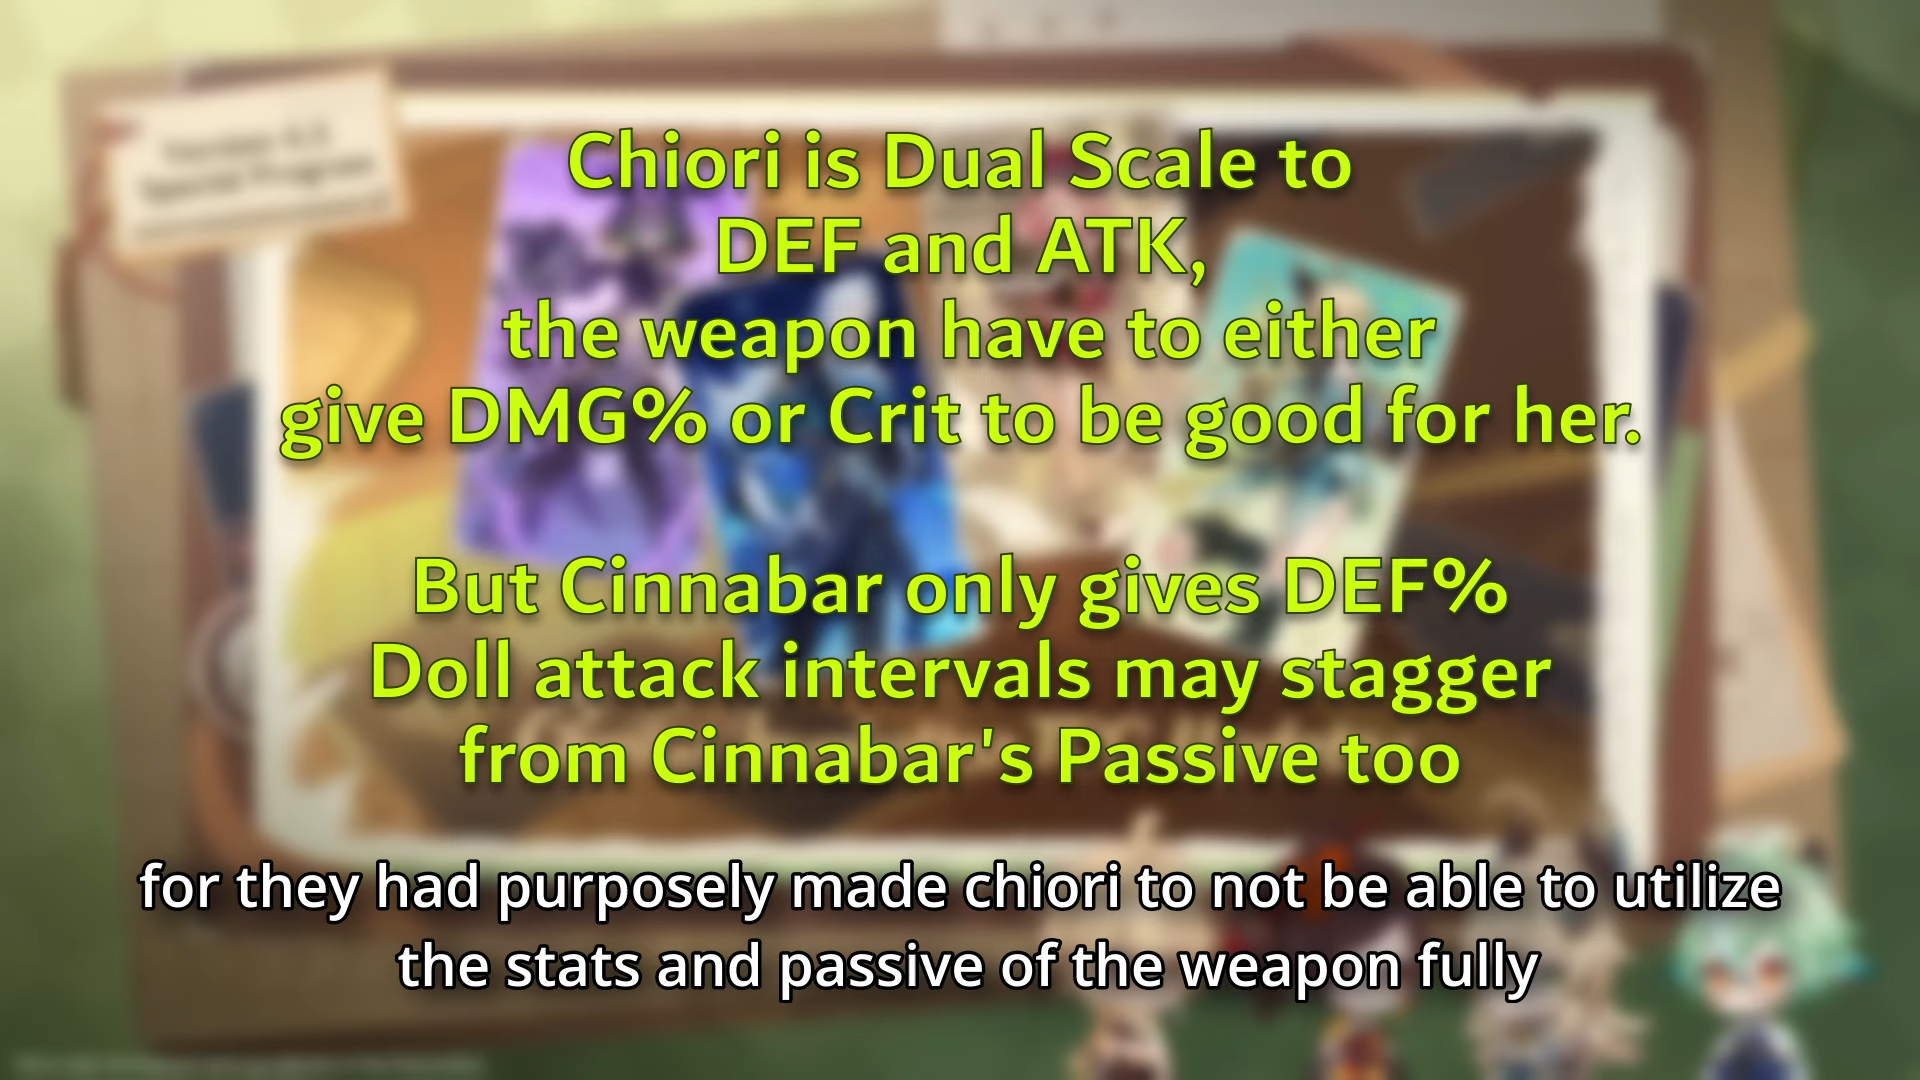 Chiori is Dual Scale to
DEF and ATK,
the weapon have to either
give DMG% or Crit to be good for her.
But Cinnabar only gives DEF%
Doll attack intervals may stagger
from Cinnabar's Passive too
for they had purposely made chiori to not be able to utilize
the stats and passive of the weapon fully